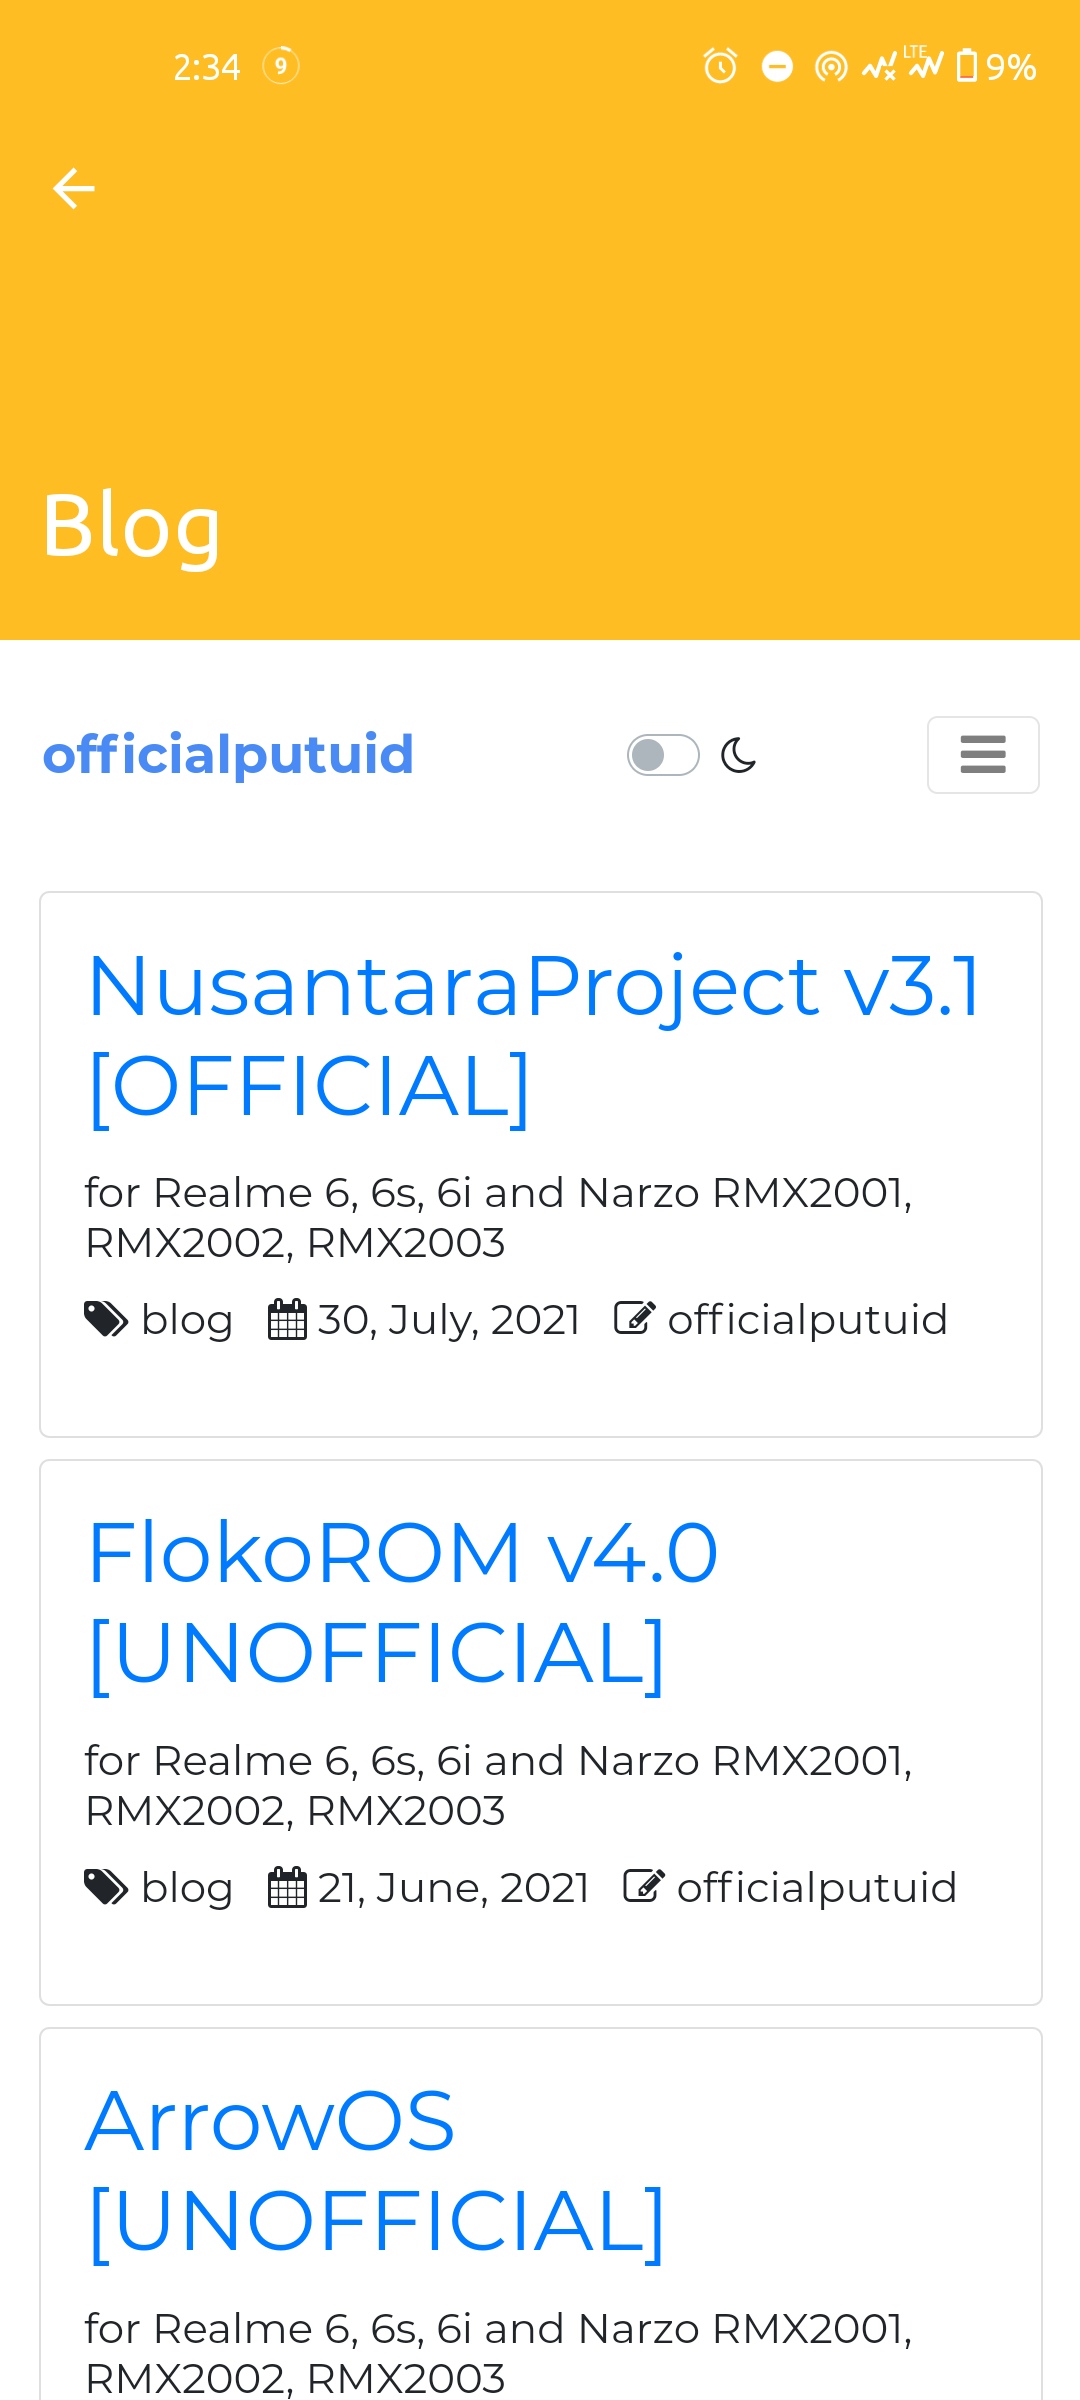 2:34 9 LTE 9%
Blog
officialputuid
NusantaraProject v3.1
[OFFICIAL]
for Realme 6, 6s, 6i and Narzo RMX2001,
RMX2002, RMX2003
blog 30, July, 2021 officialputuid
FlokoROM v4.0
[UNOFFICIAL]
for Realme 6, 6s, 6i and Narzo RMX2001,
RMX2002, RMX2003
blog 21, June, 2021 officialputuid
ArrowOS
[UNOFFICIAL]
for Realme 6, 6s, 6i and Narzo RMX2001,
RMX2002, RMX2003